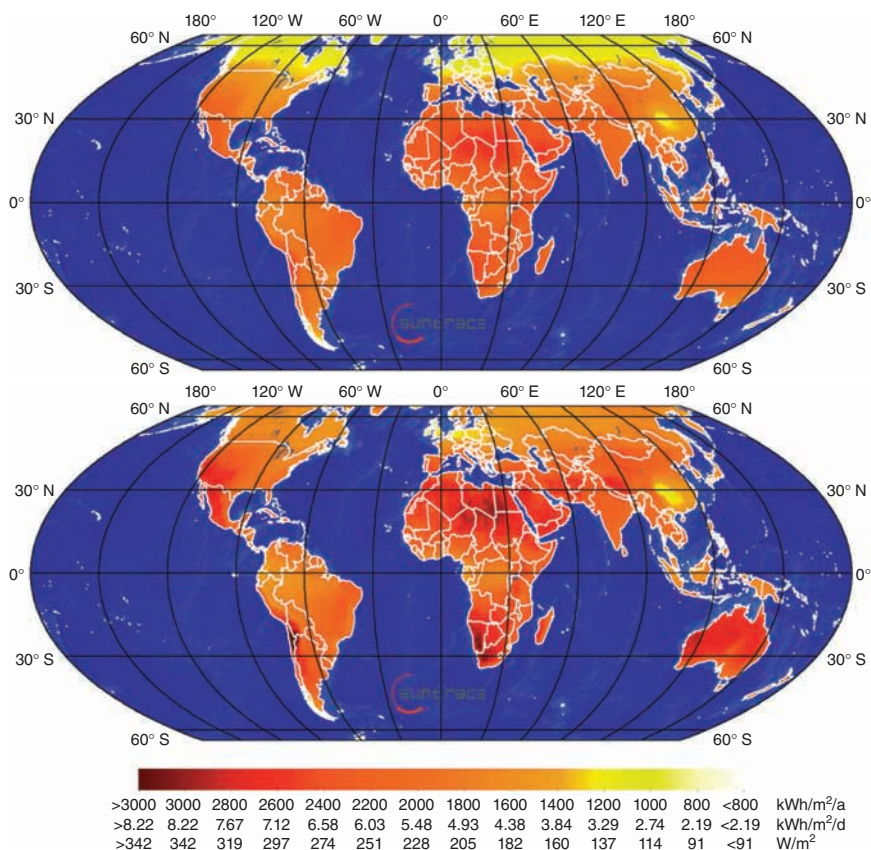 180° 120° W 60° W 0° 60° E 120° E 180°
60° N 60° N
30° N 30° N
0° 0°
30° S 30° S
suntrace
60° S 60° S
180° 120° W 60° W 0° 60° E 120° E 180°
60° N 60° N
30° N 30° N
0° 0°
30° S 30° S
suntrace
60° S 60° S
>3000 3000 2800 2600 2400 2200 2000 1800 1600 1400 1200 1000 800 <800 kWh/m²/a
>8.22 8.22 7.67 7.12 6.58 6.03 5.48 4.93 4.38 3.84 3.29 2.74 2.19 <2.19 kWh/m²/d
>342 342 319 297 274 251 228 205 182 160 137 114 91 <91 W/m²